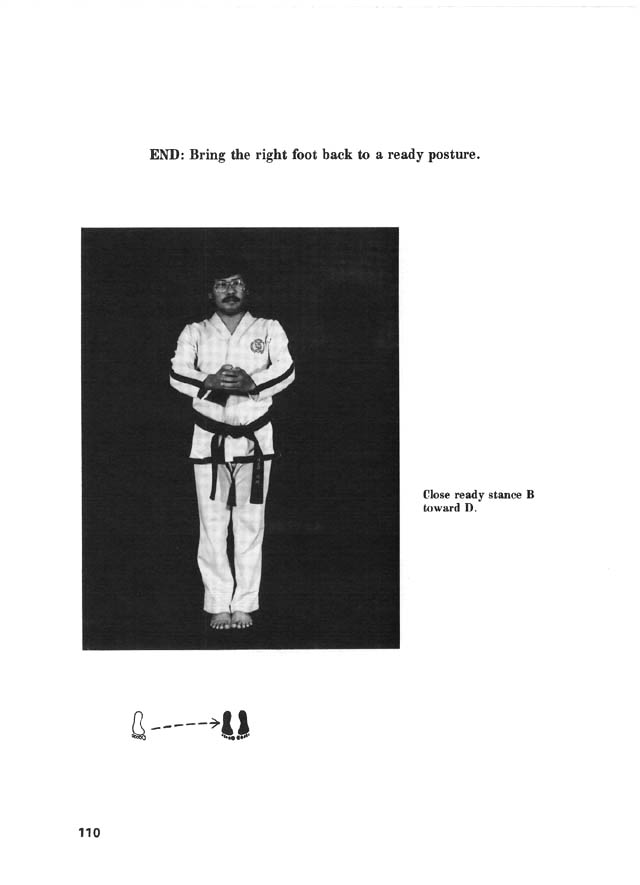 END: Bring the right foot back to a ready posture.
Close ready stance B
toward D.
110